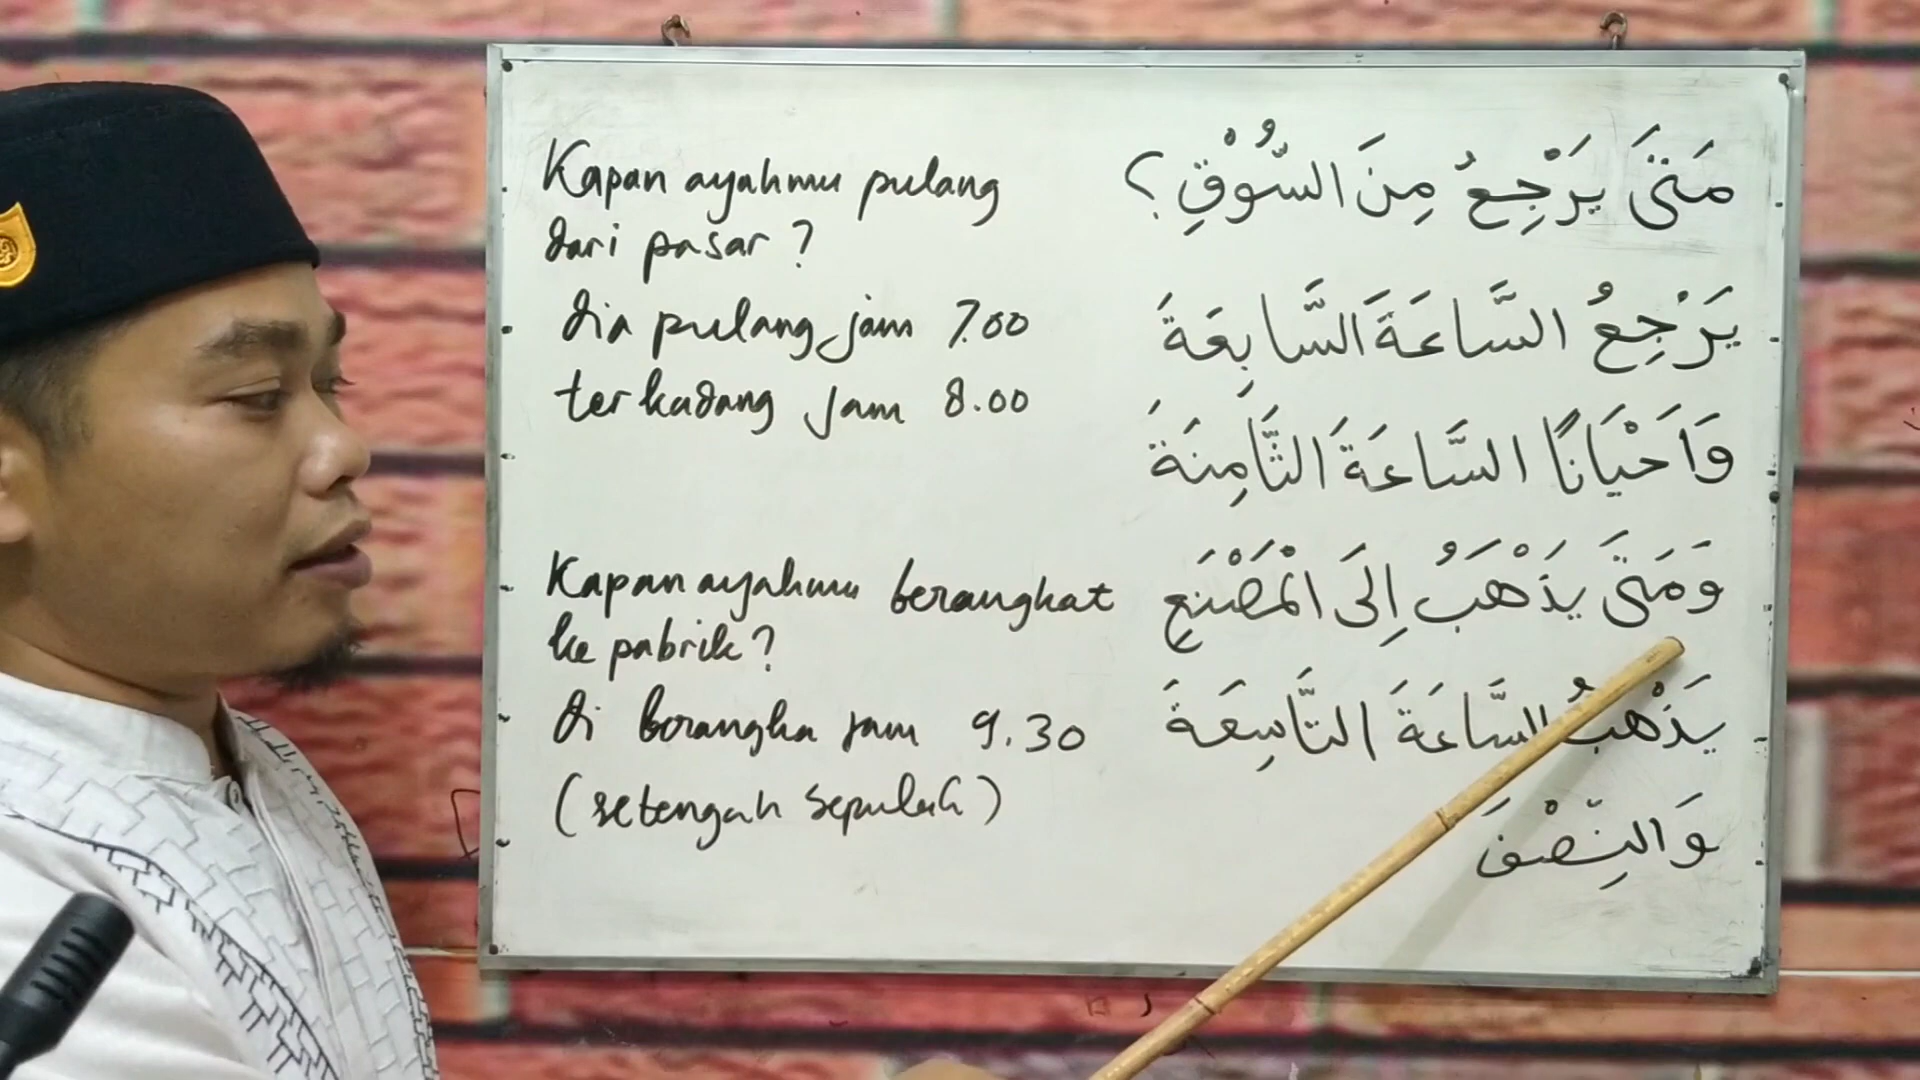 Kapan ayahmu pulang
dari pasar?
dia pulang jam 7.00
terkadang jam 8.00
Kapan ayahmu berangkat
ke pabrik?
di berangka jam 9.30
(setengah sepuluh)
مَتَى يَرْجِعُ مِنَ السُّوْقِ؟
يَرْجِعُ السَّاعَةَ السَّابِعَةَ
وَاَحْيَانًا السَّاعَةَ الثَّامِنَةَ
وَمَتَى يَذْهَبُ اِلَى الْمَصْنَعِ
يَذْهَبُ السَّاعَةَ التَّاسِعَةَ
وَالنِّصْفَ